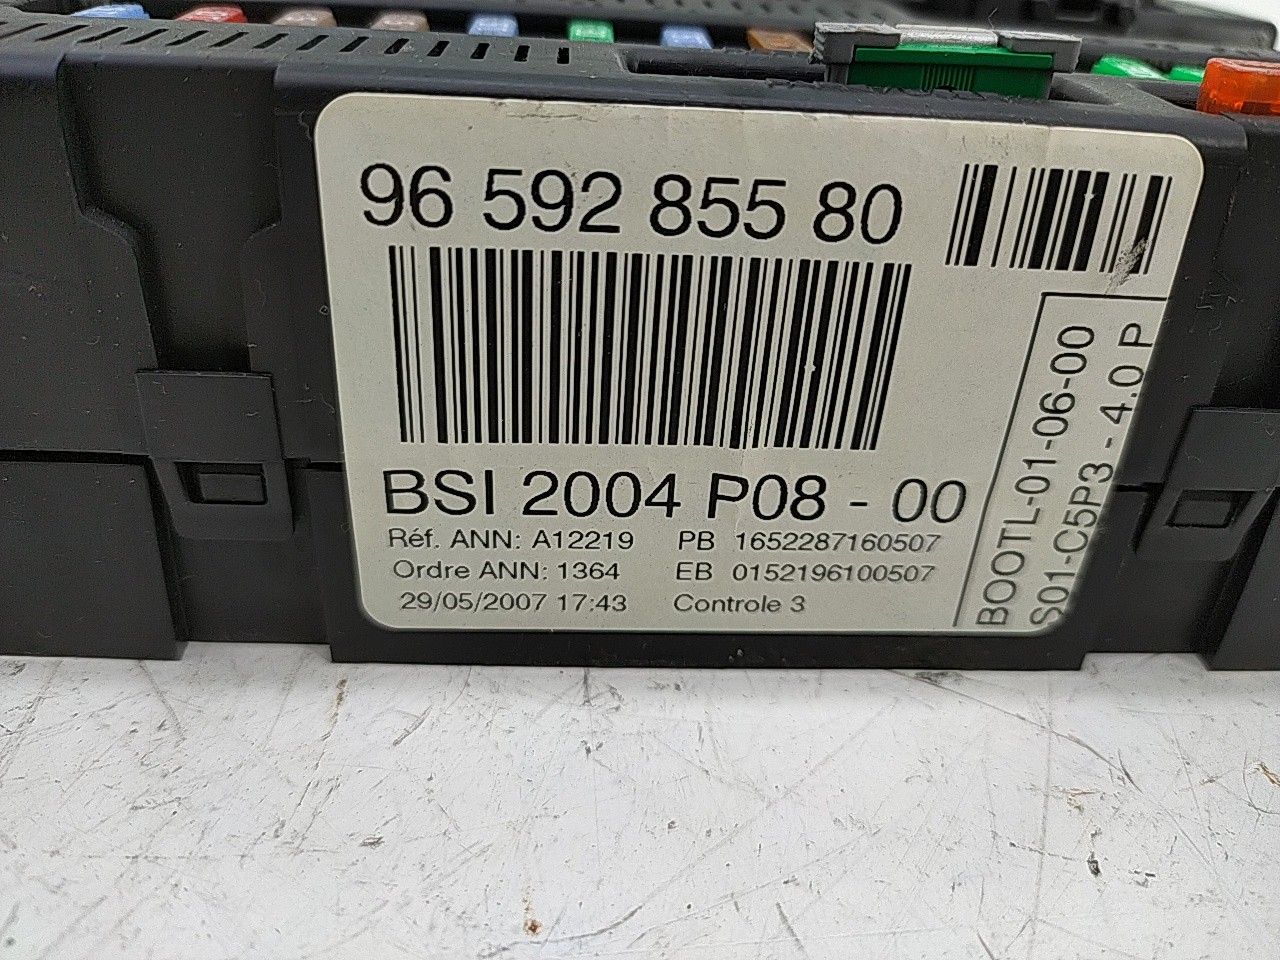 96 592 855 80
BSI 2004 P08 - 00
Réf. ANN: A12219 PB 1652287160507
Ordre ANN: 1364 EB 0152196100507
29/05/2007 17:43 Controle 3
BOOTL-01-06-00
S01-C5P3 - 4.0 P